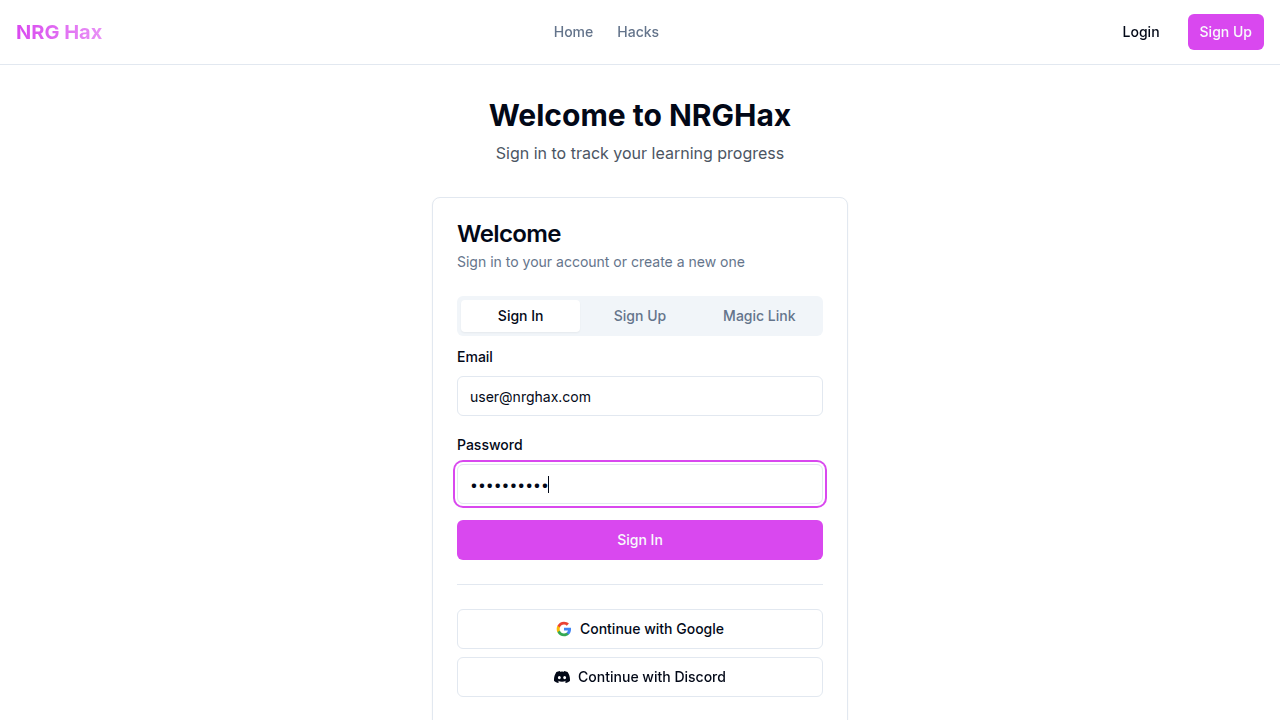 NRG Hax
Home
Hacks
Login
Sign Up
Welcome to NRGHax
Sign in to track your learning progress
Welcome
Sign in to your account or create a new one
Sign In
Sign Up
Magic Link
Email
user@nrghax.com
Password
••••••••••
Sign In
Continue with Google
Continue with Discord